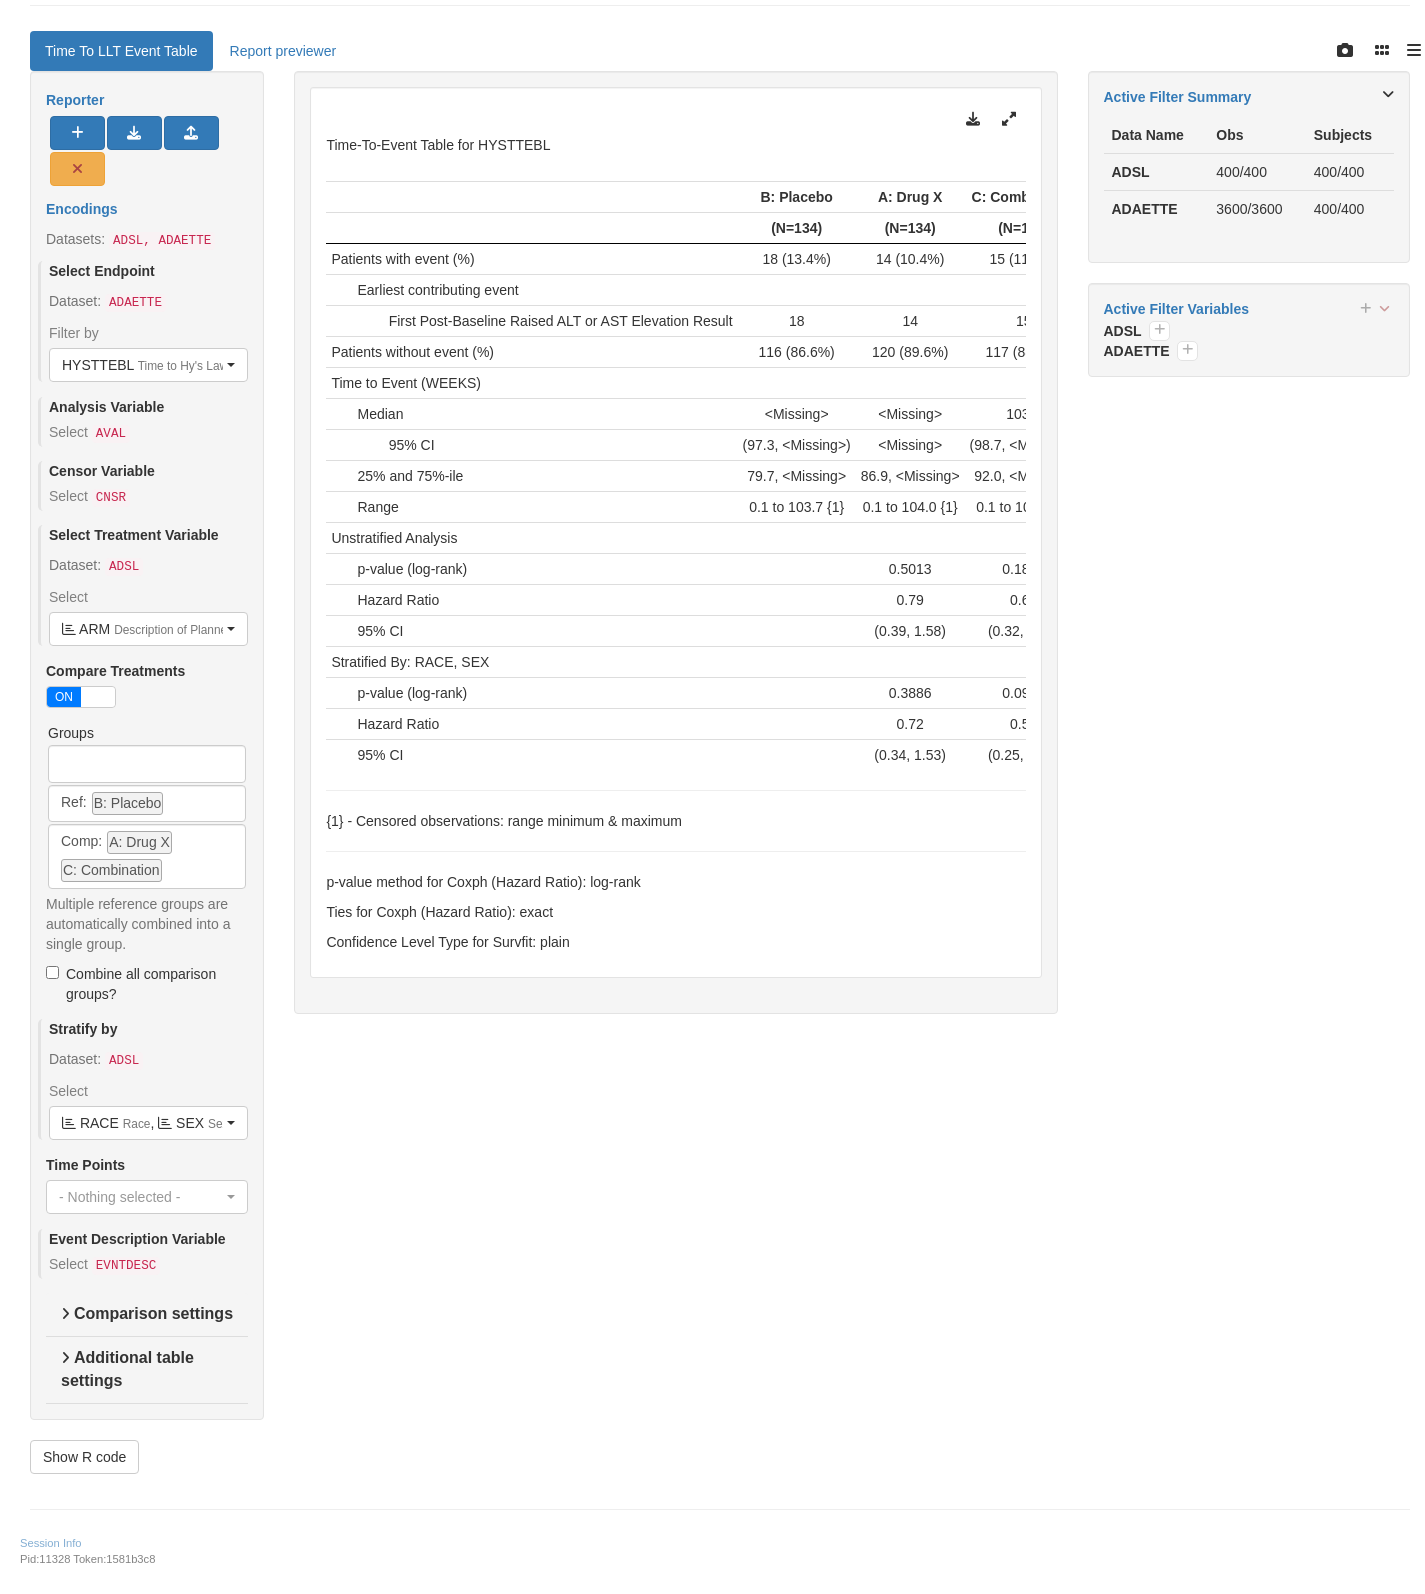 Time To LLT Event Table
Report previewer
Reporter
Encodings
Datasets: ADSL, ADAETTE
Select Endpoint
Dataset: ADAETTE
Filter by
HYSTTEBL Time to Hy's Law
Analysis Variable
Select AVAL
Censor Variable
Select CNSR
Select Treatment Variable
Dataset: ADSL
Select
ARM Description of Planne
Compare Treatments
ON
Groups
Ref: B: Placebo
Comp: A: Drug X
C: Combination
Multiple reference groups are
automatically combined into a
single group.
Combine all comparison
groups?
Stratify by
Dataset: ADSL
Select
RACE Race, SEX Se
Time Points
- Nothing selected -
Event Description Variable
Select EVNTDESC
Comparison settings
Additional table
settings
Show R code
Time-To-Event Table for HYSTTEBL
B: Placebo A: Drug X C: Comb
(N=134) (N=134) (N=1
Patients with event (%) 18 (13.4%) 14 (10.4%) 15 (11
Earliest contributing event
First Post-Baseline Raised ALT or AST Elevation Result 18 14 15
Patients without event (%) 116 (86.6%) 120 (89.6%) 117 (8
Time to Event (WEEKS)
Median <Missing> <Missing> 103
95% CI (97.3, <Missing>) <Missing> (98.7, <M
25% and 75%-ile 79.7, <Missing> 86.9, <Missing> 92.0, <M
Range 0.1 to 103.7 {1} 0.1 to 104.0 {1} 0.1 to 10
Unstratified Analysis
p-value (log-rank) 0.5013 0.18
Hazard Ratio 0.79 0.6
95% CI (0.39, 1.58) (0.32,
Stratified By: RACE, SEX
p-value (log-rank) 0.3886 0.09
Hazard Ratio 0.72 0.5
95% CI (0.34, 1.53) (0.25,
{1} - Censored observations: range minimum & maximum
p-value method for Coxph (Hazard Ratio): log-rank
Ties for Coxph (Hazard Ratio): exact
Confidence Level Type for Survfit: plain
Active Filter Summary
Data Name Obs Subjects
ADSL 400/400 400/400
ADAETTE 3600/3600 400/400
Active Filter Variables
ADSL
ADAETTE
Session Info
Pid:11328 Token:1581b3c8